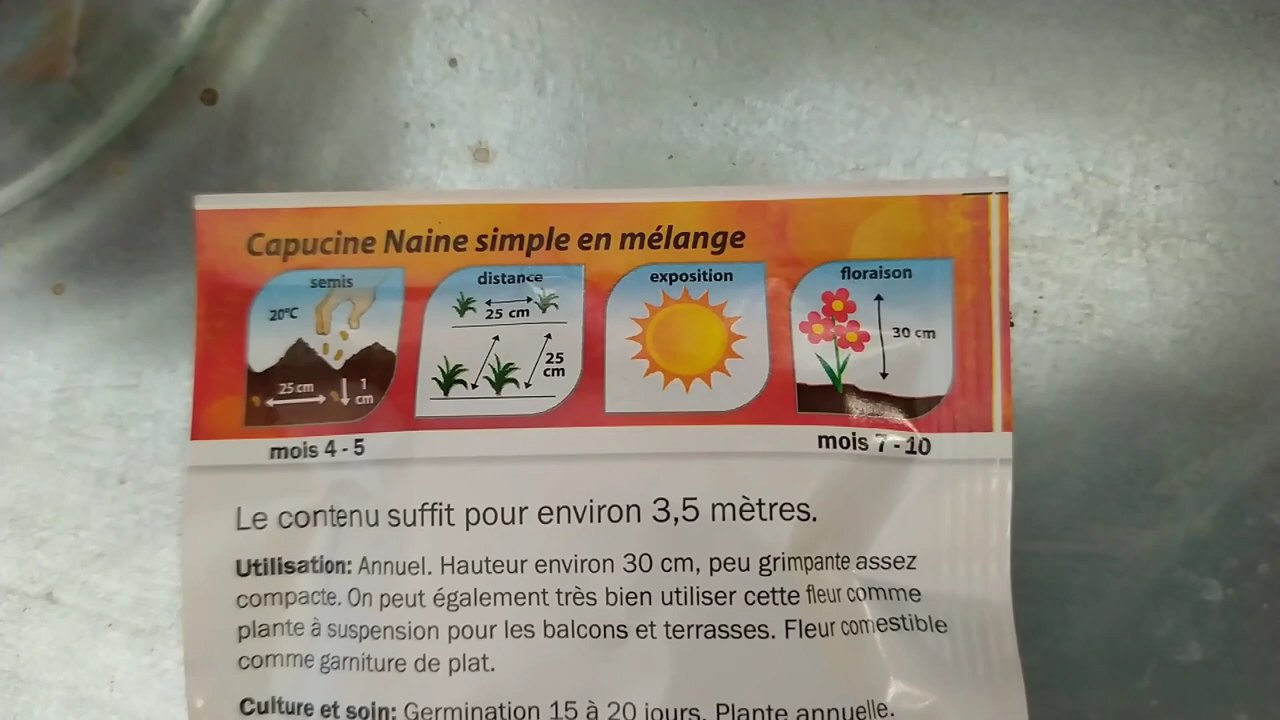 Capucine Naine simple en mélange
semis
20°C
25 cm
1 cm
distance
25 cm
25 cm
exposition
floraison
30 cm
mois 4 - 5
mois 7 - 10
Le contenu suffit pour environ 3,5 mètres.
Utilisation: Annuel. Hauteur environ 30 cm, peu grimpante assez
compacte. On peut également très bien utiliser cette fleur comme
plante à suspension pour les balcons et terrasses. Fleur comestible
comme garniture de plat.
Culture et soin: Germination 15 à 20 jours. Plante annuelle.